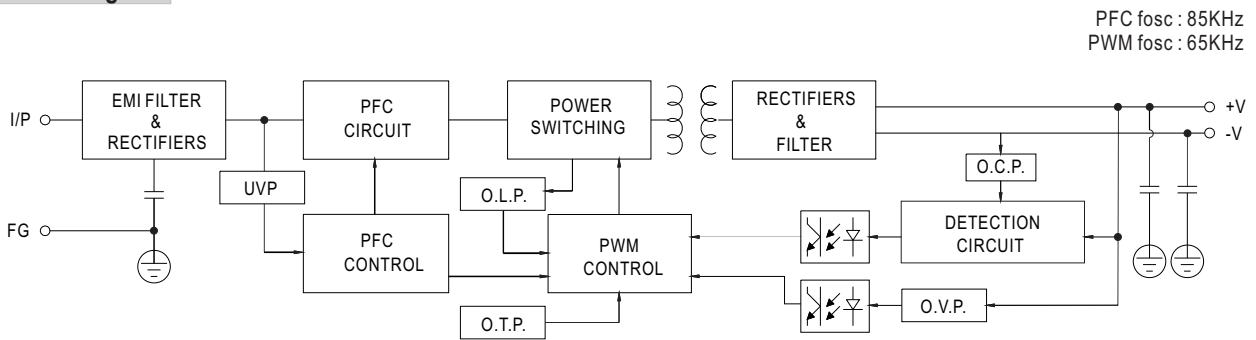 PFC fosc : 85KHz
PWM fosc : 65KHz
I/P
EMI FILTER
&
RECTIFIERS
PFC
CIRCUIT
POWER
SWITCHING
RECTIFIERS
&
FILTER
+V
-V
UVP
O.L.P.
O.C.P.
FG
PFC
CONTROL
PWM
CONTROL
DETECTION
CIRCUIT
O.T.P.
O.V.P.